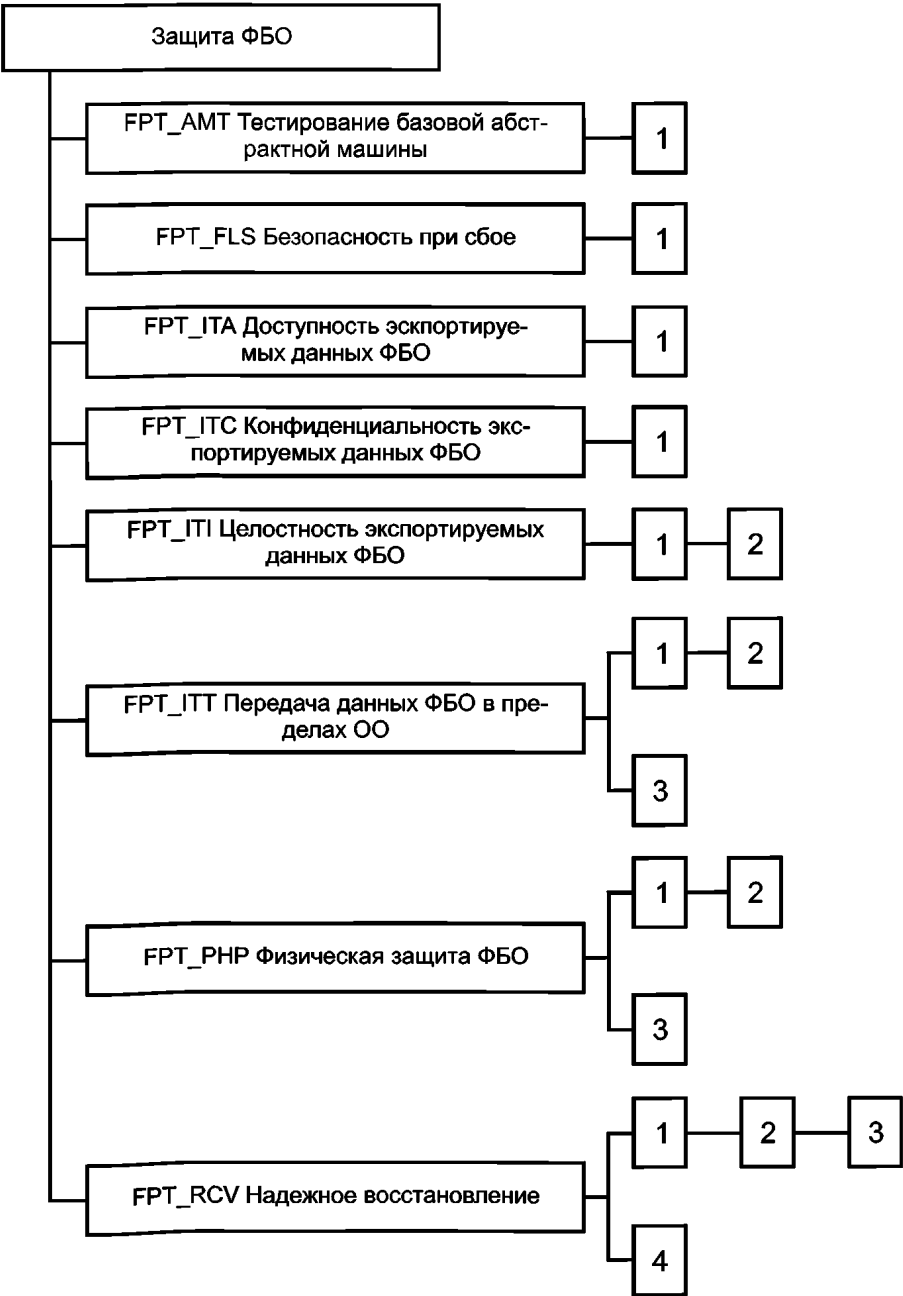 Защита ФБО
FPT_AMT Тестирование базовой абст-
рактной машины
1
FPT_FLS Безопасность при сбое
1
FPT_ITA Доступность эскпортируе-
мых данных ФБО
1
FPT_ITC Конфиденциальность экс-
портируемых данных ФБО
1
FPT_ITI Целостность экспортируемых
данных ФБО
1
2
FPT_ITT Передача данных ФБО в пре-
делах ОО
1
2
3
FPT_PHP Физическая защита ФБО
1
2
3
FPT_RCV Надежное восстановление
1
2
3
4